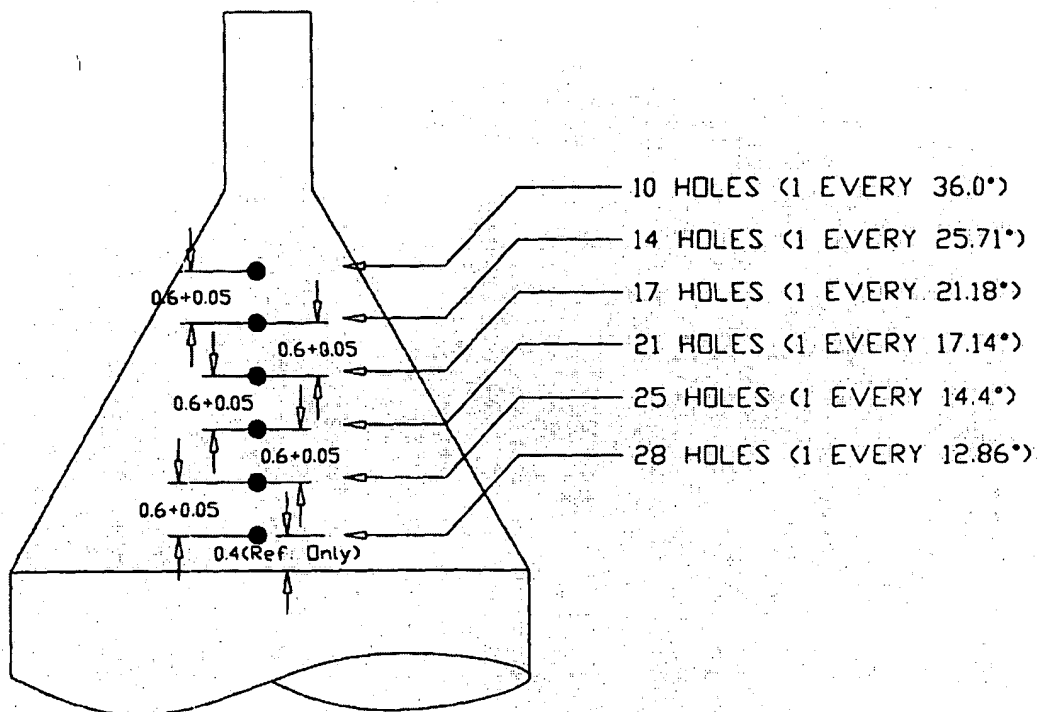 10 HOLES (1 EVERY 36.0°)
14 HOLES (1 EVERY 25.71°)
0.6+0.05
17 HOLES (1 EVERY 21.18°)
0.6+0.05
21 HOLES (1 EVERY 17.14°)
0.6+0.05
25 HOLES (1 EVERY 14.4°)
0.6+0.05
28 HOLES (1 EVERY 12.86°)
0.6+0.05
0.4(Ref. Only)